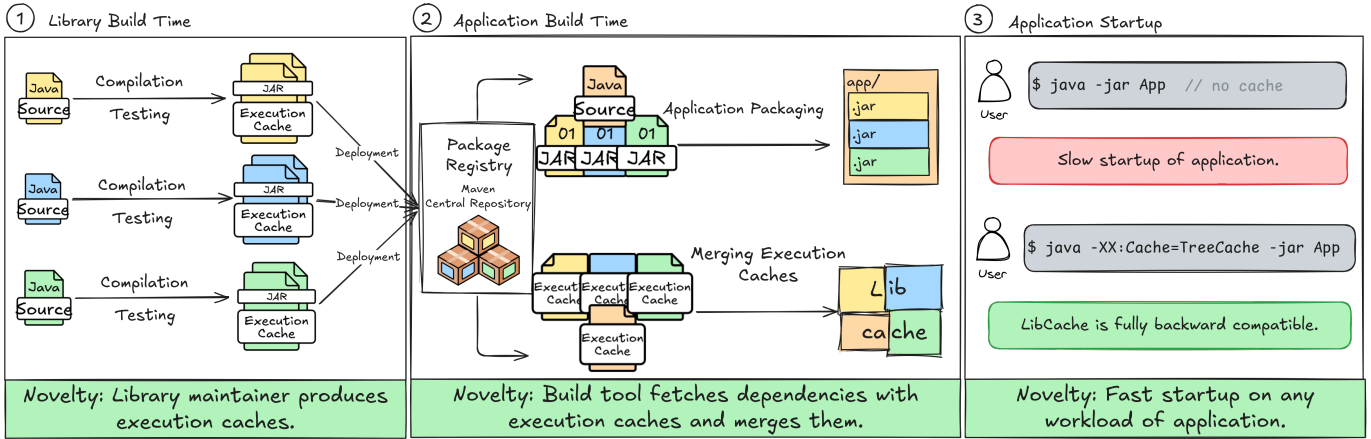 1 Library Build Time
Java
Source
Compilation
Testing
JAR
Execution
Cache
Deployment
Java
Source
Compilation
Testing
JAR
Execution
Cache
Deployment
Java
Source
Compilation
Testing
JAR
Execution
Cache
Deployment
Novelty: Library maintainer produces
execution caches.
2 Application Build Time
Package
Registry
Maven
Central Repository
Java
Source
01 01 01
JAR JAR JAR
Application Packaging
app/
.jar
.jar
.jar
Execution
Cache
Execution
Cache
Execution
Cache
Execution
Cache
Merging Execution
Caches
Lib
cache
Novelty: Build tool fetches dependencies with
execution caches and merges them.
3 Application Startup
User
$ java -jar App // no cache
Slow startup of application.
User
$ java -XX:Cache=TreeCache -jar App
LibCache is fully backward compatible.
Novelty: Fast startup on any
workload of application.